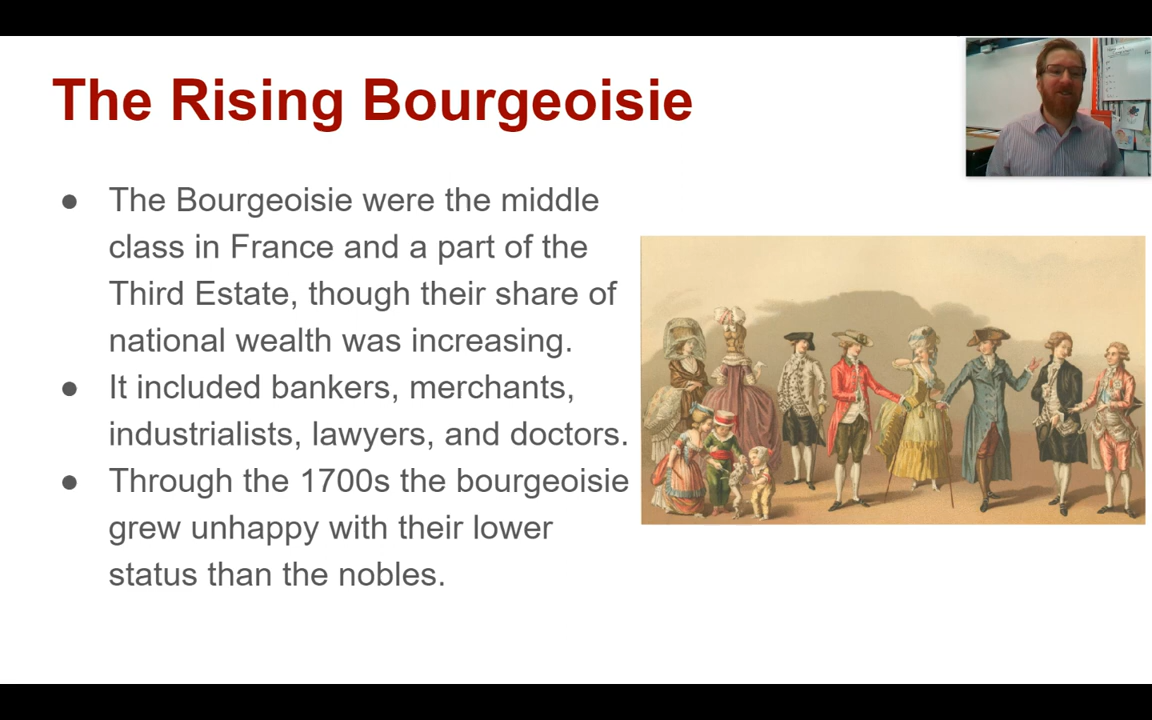 The Rising Bourgeoisie
● The Bourgeoisie were the middle
class in France and a part of the
Third Estate, though their share of
national wealth was increasing.
● It included bankers, merchants,
industrialists, lawyers, and doctors.
● Through the 1700s the bourgeoisie
grew unhappy with their lower
status than the nobles.